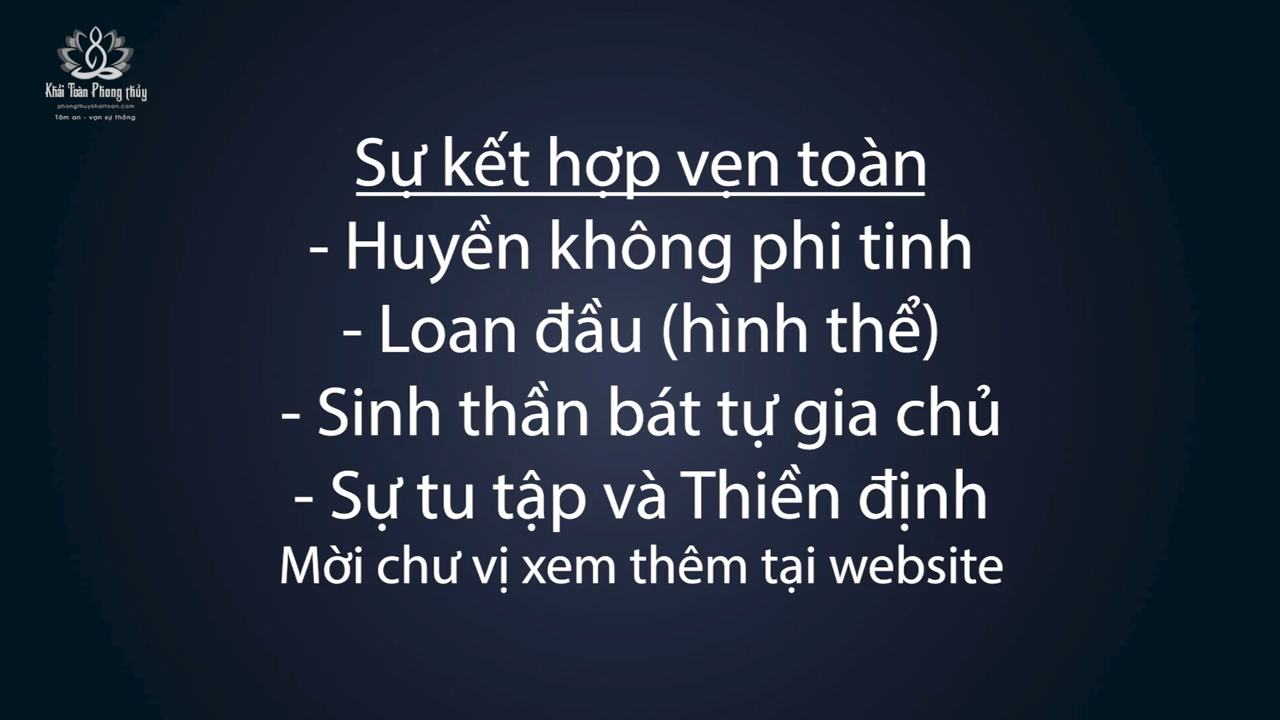 Khải Toàn Phong thủy
phongthuykhaitoan.com
Tâm an - vạn sự thông
Sự kết hợp vẹn toàn
- Huyền không phi tinh
- Loan đầu (hình thể)
- Sinh thần bát tự gia chủ
- Sự tu tập và Thiền định
Mời chư vị xem thêm tại website